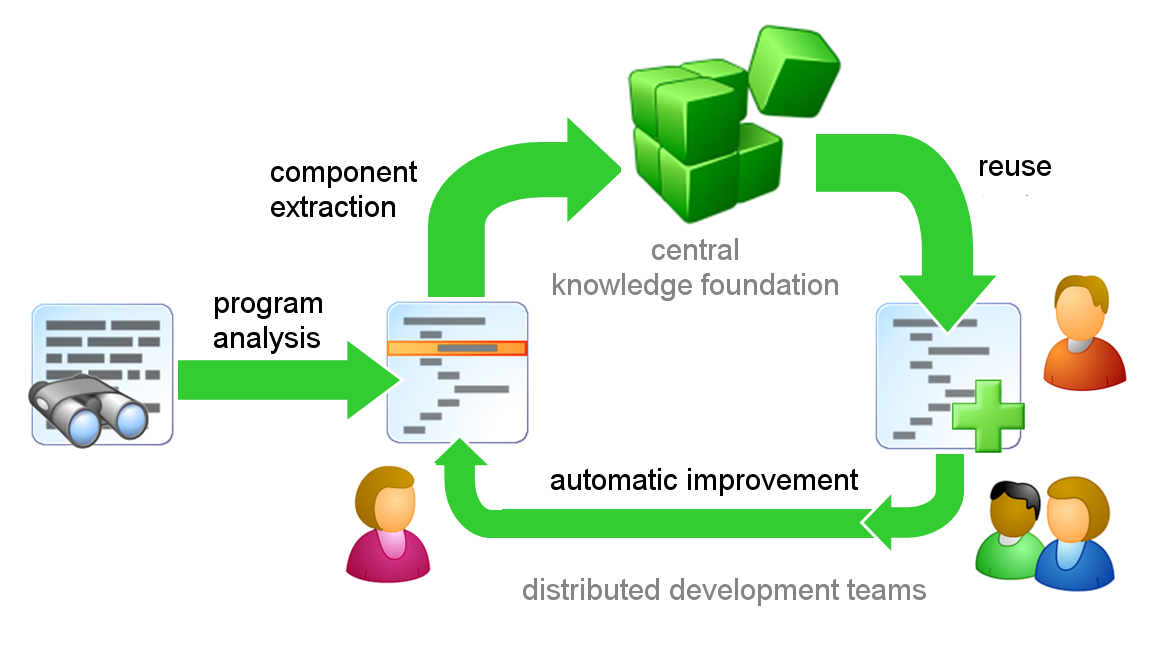 component
extraction
reuse
central
knowledge foundation
program
analysis
automatic improvement
distributed development teams